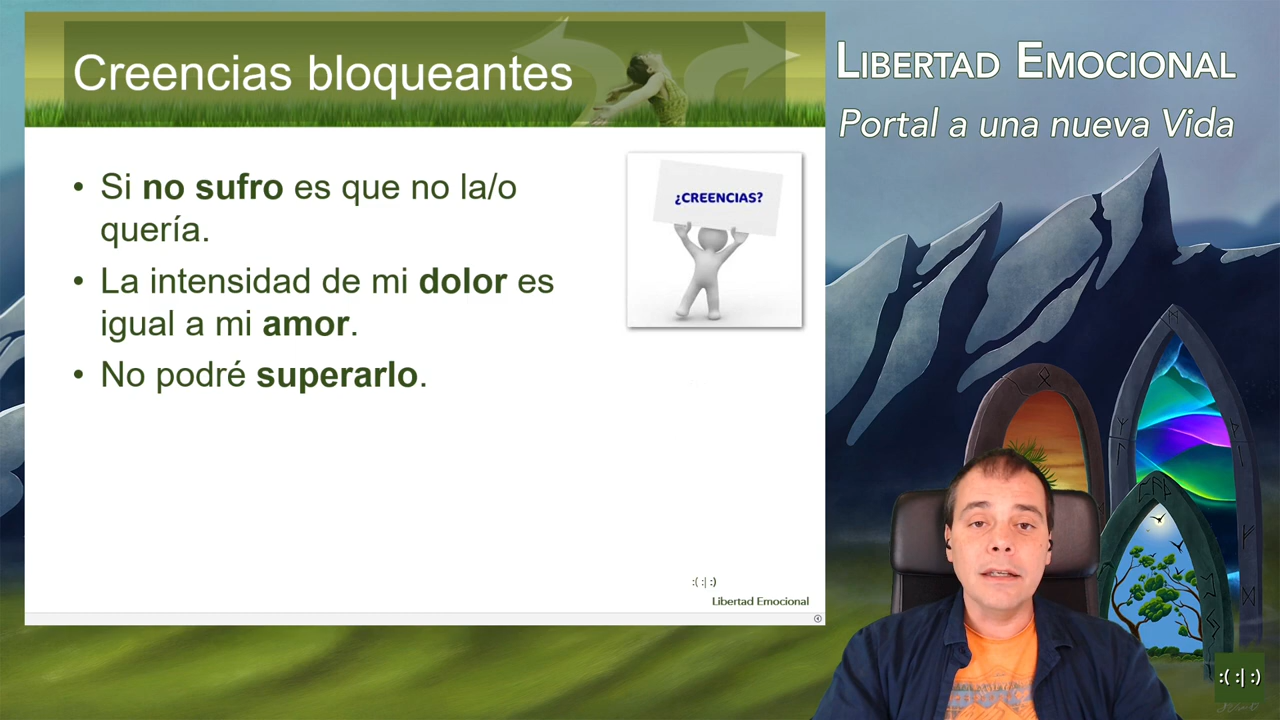 Creencias bloqueantes
• Si no sufro es que no la/o
quería.
• La intensidad de mi dolor es
igual a mi amor.
• No podré superarlo.
¿CREENCIAS?
:( :| :)
Libertad Emocional
LIBERTAD EMOCIONAL
Portal a una nueva Vida
:( :| :)